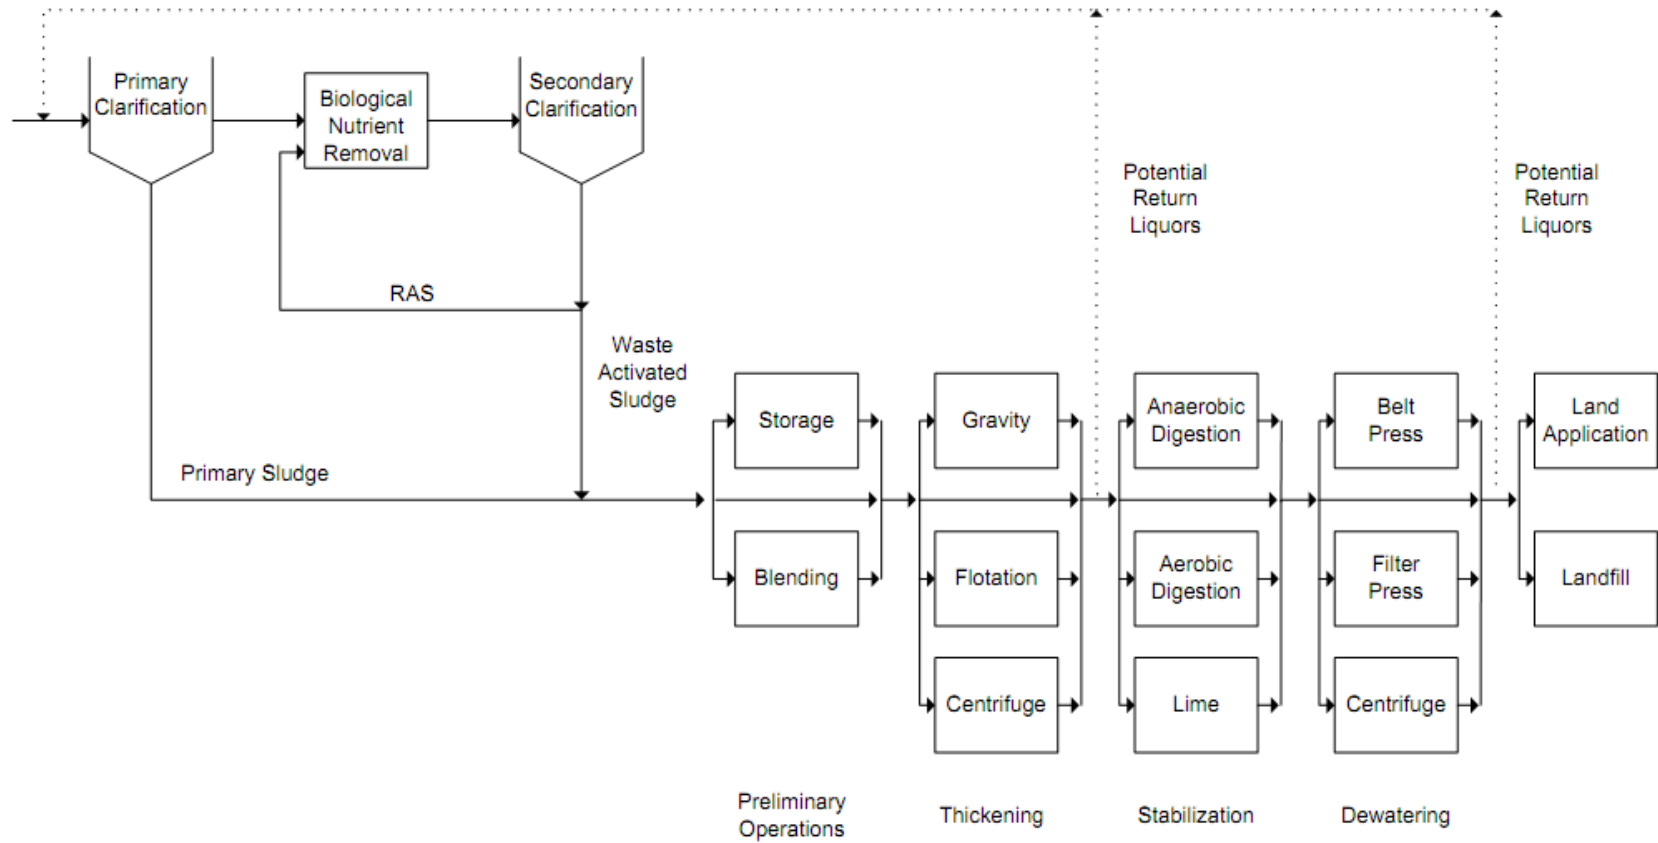 Primary
Clarification
Biological
Nutrient
Removal
Secondary
Clarification
Potential
Return
Liquors
Potential
Return
Liquors
RAS
Waste
Activated
Sludge
Primary Sludge
Storage
Blending
Gravity
Flotation
Centrifuge
Anaerobic
Digestion
Aerobic
Digestion
Lime
Belt
Press
Filter
Press
Centrifuge
Land
Application
Landfill
Preliminary
Operations
Thickening
Stabilization
Dewatering